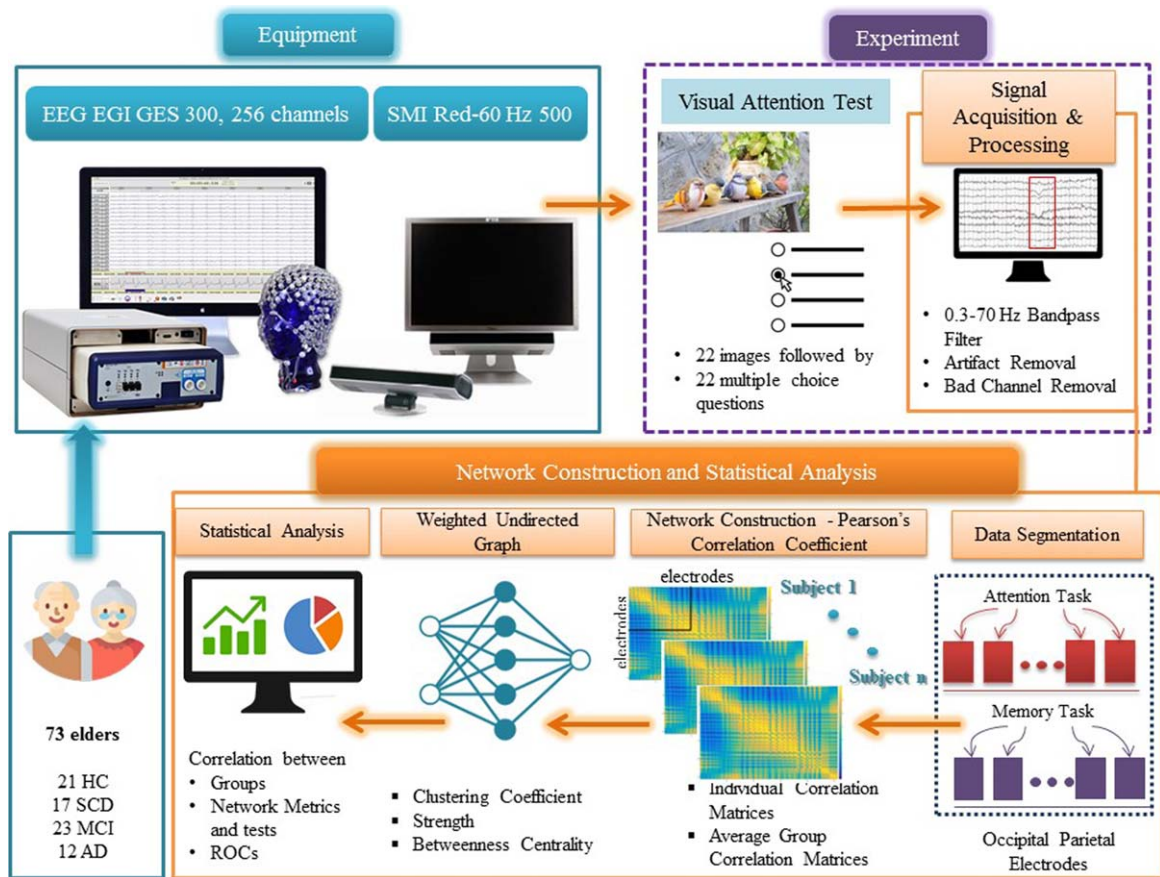 Equipment
Experiment
EEG EGI GES 300, 256 channels
SMI Red-60 Hz 500
Visual Attention Test
Signal
Acquisition &
Processing
• 22 images followed by
• 22 multiple choice
questions
• 0.3-70 Hz Bandpass
Filter
• Artifact Removal
• Bad Channel Removal
Network Construction and Statistical Analysis
73 elders
21 HC
17 SCD
23 MCI
12 AD
Statistical Analysis
Correlation between
• Groups
• Network Metrics
and tests
• ROCs
Weighted Undirected
Graph
▪ Clustering Coefficient
▪ Strength
▪ Betweenness Centrality
Network Construction - Pearson's
Correlation Coefficient
electrodes
electrodes
Subject 1
Subject n
▪ Individual Correlation
Matrices
▪ Average Group
Correlation Matrices
Data Segmentation
Attention Task
Memory Task
Occipital Parietal
Electrodes